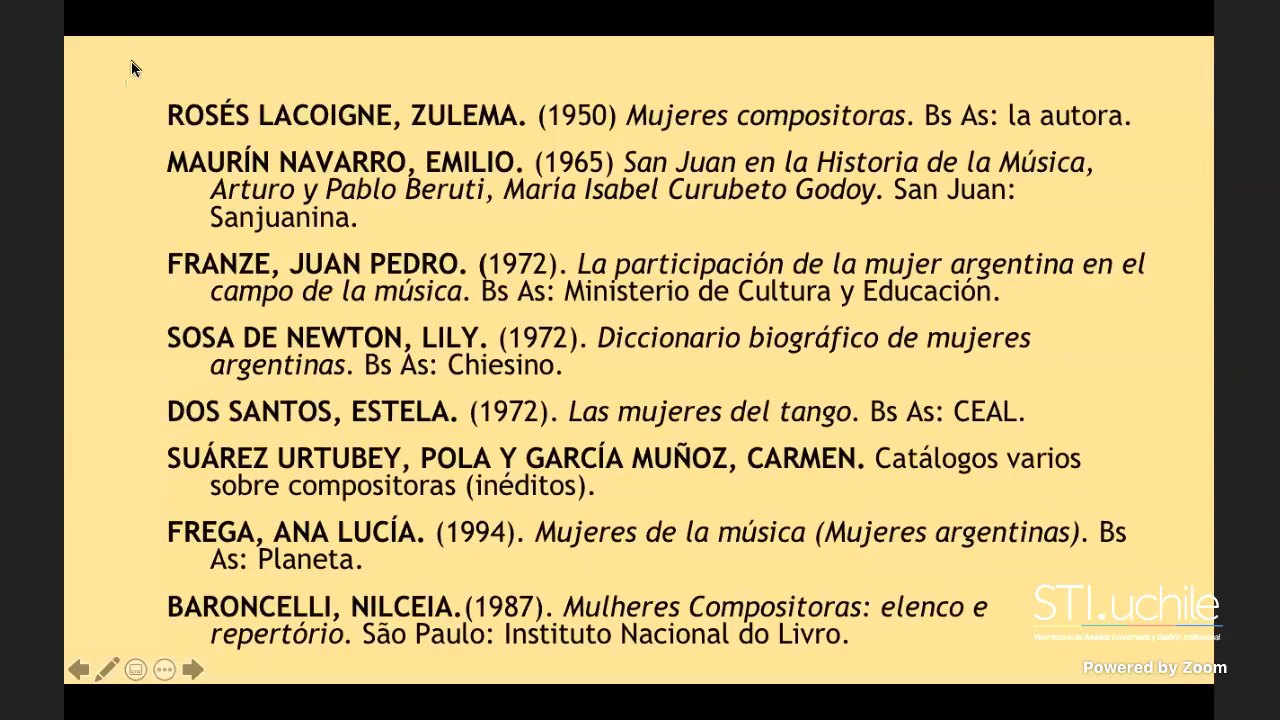 ROSÉS LACOIGNE, ZULEMA. (1950) Mujeres compositoras. Bs As: la autora.
MAURÍN NAVARRO, EMILIO. (1965) San Juan en la Historia de la Música,
Arturo y Pablo Beruti, María Isabel Curubeto Godoy. San Juan:
Sanjuanina.
FRANZE, JUAN PEDRO. (1972). La participación de la mujer argentina en el
campo de la música. Bs As: Ministerio de Cultura y Educación.
SOSA DE NEWTON, LILY. (1972). Diccionario biográfico de mujeres
argentinas. Bs As: Chiesino.
DOS SANTOS, ESTELA. (1972). Las mujeres del tango. Bs As: CEAL.
SUÁREZ URTUBEY, POLA Y GARCÍA MUÑOZ, CARMEN. Catálogos varios
sobre compositoras (inéditos).
FREGA, ANA LUCÍA. (1994). Mujeres de la música (Mujeres argentinas). Bs
As: Planeta.
BARONCELLI, NILCEIA.(1987). Mulheres Compositoras: elenco e
repertório. São Paulo: Instituto Nacional do Livro.
STI.uchile
Vicerrectoría de Asuntos Económicos y Gestión Institucional
Powered by Zoom